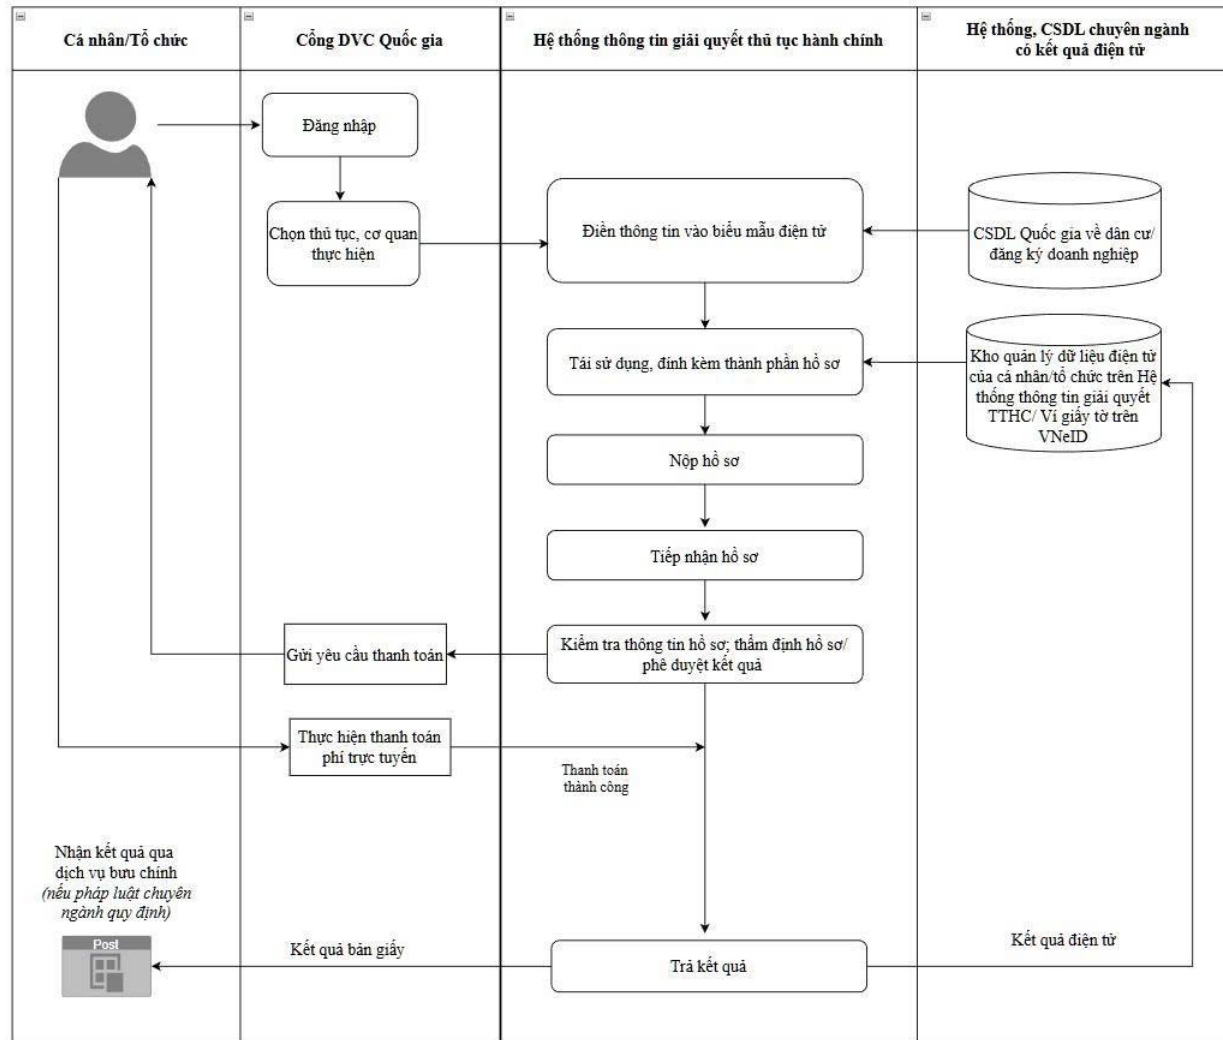 Cá nhân/Tổ chức
Cổng DVC Quốc gia
Hệ thống thông tin giải quyết thủ tục hành chính
Hệ thống, CSDL chuyên ngành
có kết quả điện tử
Đăng nhập
Chọn thủ tục, cơ quan
thực hiện
Điền thông tin vào biểu mẫu điện tử
CSDL Quốc gia về dân cư/
đăng ký doanh nghiệp
Tái sử dụng, đính kèm thành phần hồ sơ
Kho quản lý dữ liệu điện tử
của cá nhân/tổ chức trên Hệ
thống thông tin giải quyết
TTHC/ Ví giấy tờ trên
VNeID
Nộp hồ sơ
Tiếp nhận hồ sơ
Kiểm tra thông tin hồ sơ; thẩm định hồ sơ/
phê duyệt kết quả
Gửi yêu cầu thanh toán
Thực hiện thanh toán
phí trực tuyến
Thanh toán
thành công
Nhận kết quả qua
dịch vụ bưu chính
(nếu pháp luật chuyên
ngành quy định)
Post
Kết quả bản giấy
Trả kết quả
Kết quả điện tử